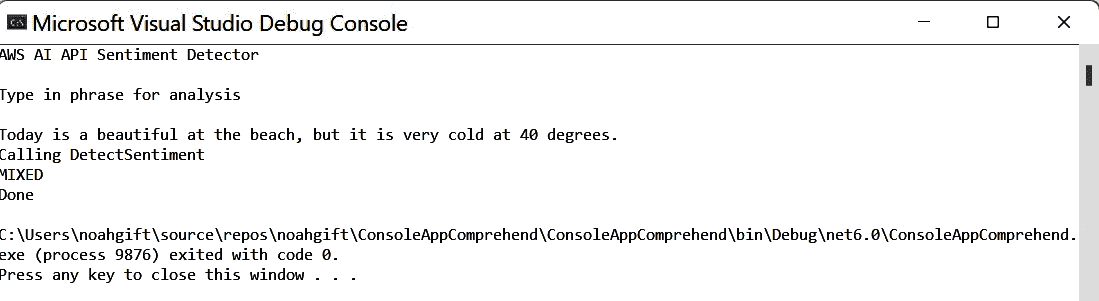 Microsoft Visual Studio Debug Console
AWS AI API Sentiment Detector
Type in phrase for analysis
Today is a beautiful at the beach, but it is very cold at 40 degrees.
Calling DetectSentiment
MIXED
Done
C:\Users\noahgift\source\repos\noahgift\ConsoleAppComprehend\ConsoleAppComprehend\bin\Debug\net6.0\ConsoleAppComprehend.
exe (process 9876) exited with code 0.
Press any key to close this window . . .